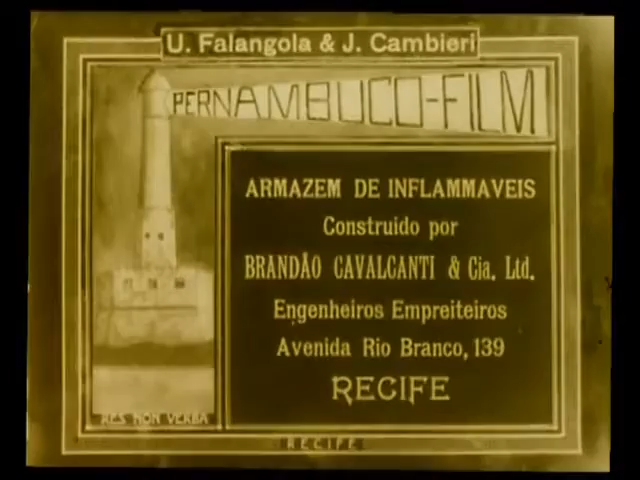 U. Falangola & J. Cambieri
PERNAMBUCO-FILM
ARMAZEM DE INFLAMMAVEIS
Construido por
BRANDÃO CAVALCANTI & Cia. Ltd.
Engenheiros Empreiteiros
Avenida Rio Branco, 139
RECIFE
RES NON VERBA
RECIFE